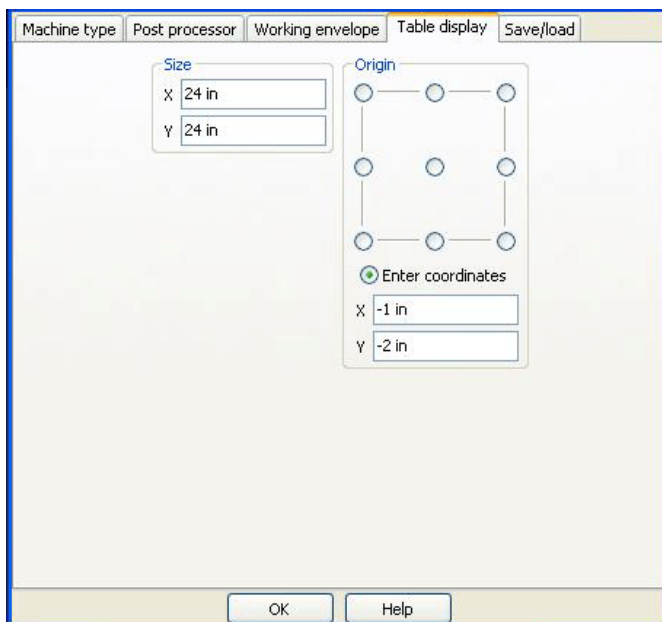 Machine type Post processor Working envelope Table display Save/load
Size
X 24 in
Y 24 in
Origin
Enter coordinates
X -1 in
Y -2 in
OK Help